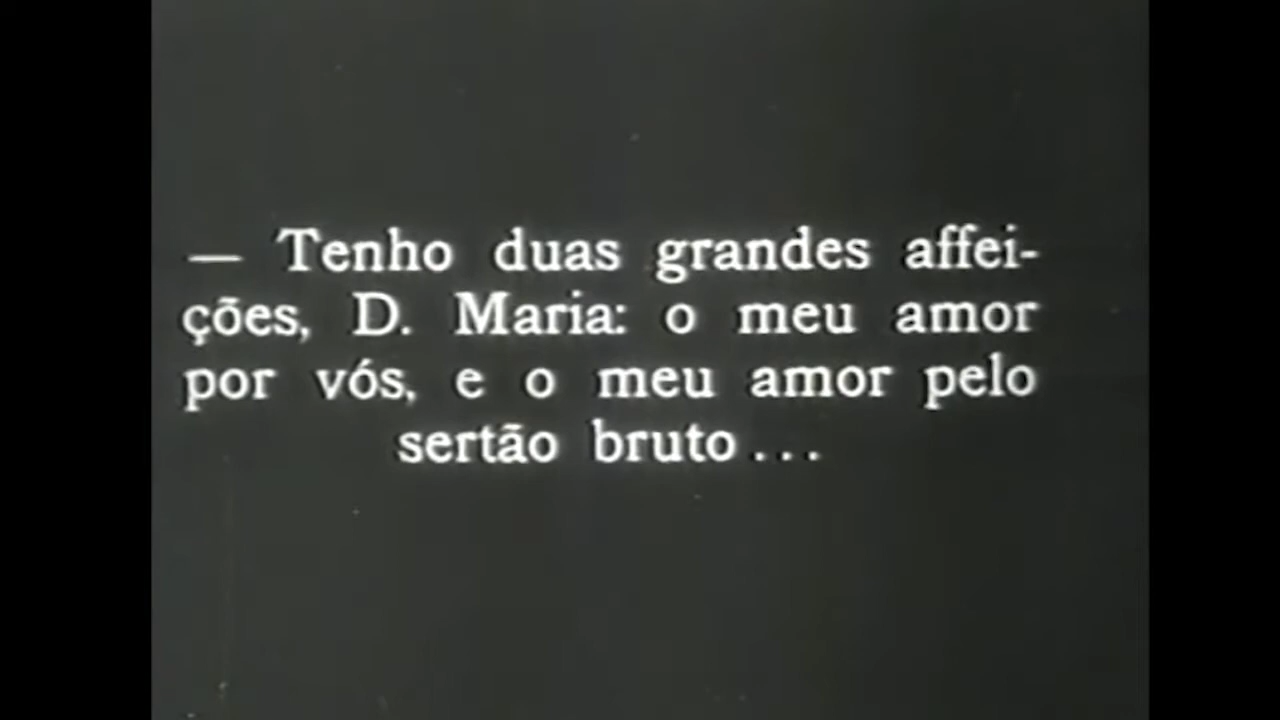 — Tenho duas grandes affei-
ções, D. Maria: o meu amor
por vós, e o meu amor pelo
sertão bruto...